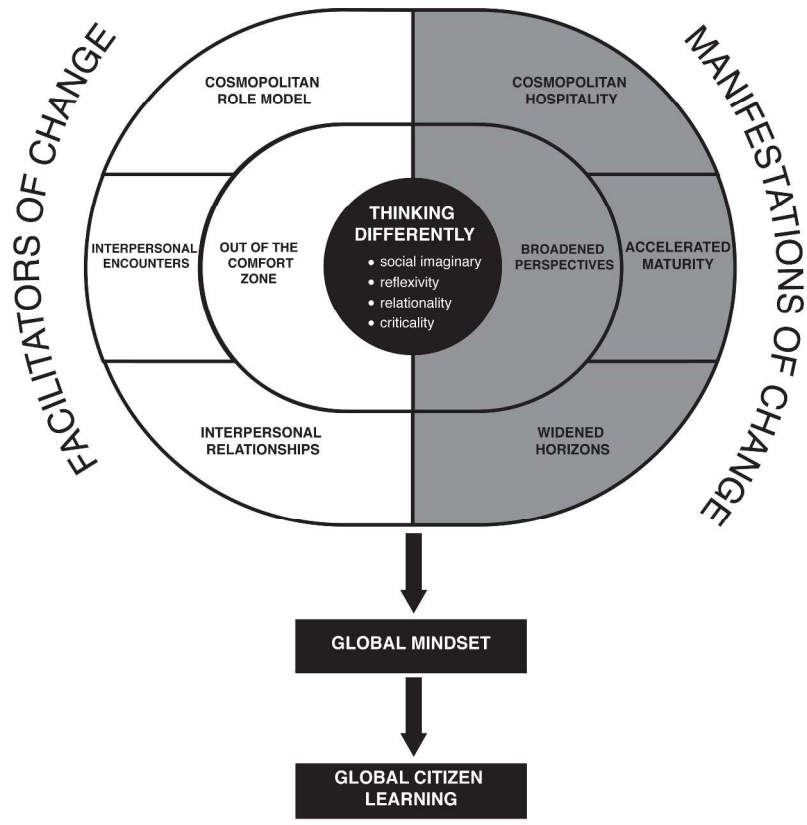 FACILITATORS OF CHANGE
MANIFESTATIONS OF CHANGE
COSMOPOLITAN
ROLE MODEL
COSMOPOLITAN
HOSPITALITY
INTERPERSONAL
ENCOUNTERS
OUT OF THE
COMFORT
ZONE
THINKING
DIFFERENTLY
• social imaginary
• reflexivity
• relationality
• criticality
BROADENED
PERSPECTIVES
ACCELERATED
MATURITY
INTERPERSONAL
RELATIONSHIPS
WIDENED
HORIZONS
GLOBAL MINDSET
GLOBAL CITIZEN
LEARNING